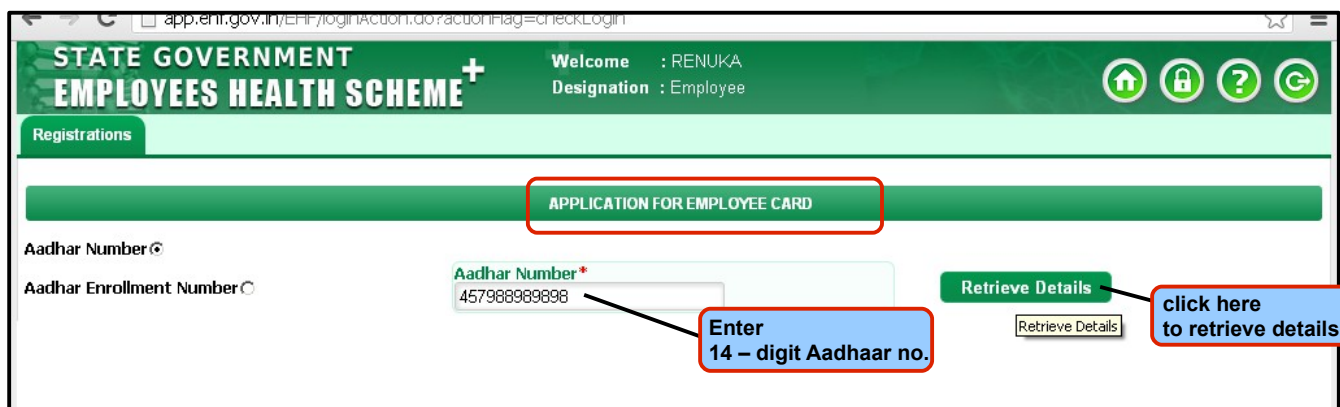 app.ehf.gov.in/EHF/loginAction.do?actionFlag=checkLogin
STATE GOVERNMENT
EMPLOYEES HEALTH SCHEME
Welcome : RENUKA
Designation : Employee
Registrations
APPLICATION FOR EMPLOYEE CARD
Aadhar Number
Aadhar Enrollment Number
Aadhar Number*
457988989898
Retrieve Details
Retrieve Details
Enter
14 – digit Aadhaar no.
click here
to retrieve details